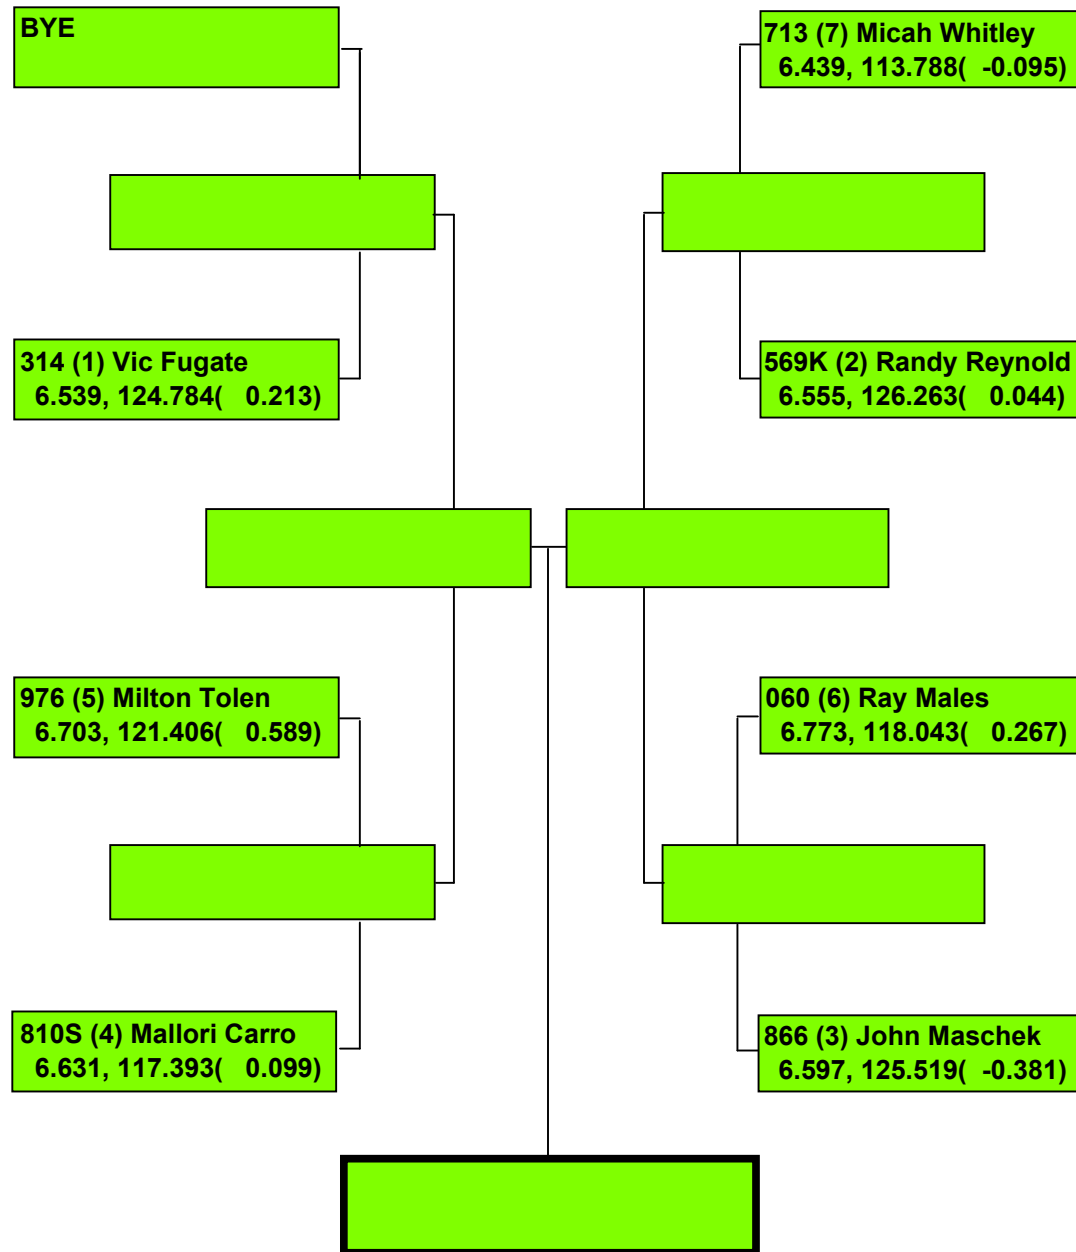 BYE
314 (1) Vic Fugate
6.539, 124.784( 0.213)
976 (5) Milton Tolen
6.703, 121.406( 0.589)
810S (4) Mallori Carro
6.631, 117.393( 0.099)
713 (7) Micah Whitley
6.439, 113.788( -0.095)
569K (2) Randy Reynold
6.555, 126.263( 0.044)
060 (6) Ray Males
6.773, 118.043( 0.267)
866 (3) John Maschek
6.597, 125.519( -0.381)